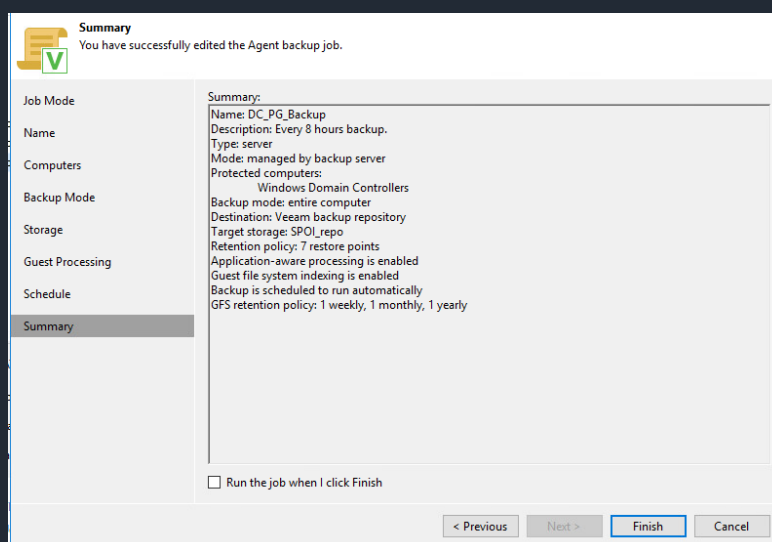 Summary
You have successfully edited the Agent backup job.
Job Mode
Name
Computers
Backup Mode
Storage
Guest Processing
Schedule
Summary
Summary:
Name: DC_PG_Backup
Description: Every 8 hours backup.
Type: server
Mode: managed by backup server
Protected computers:
Windows Domain Controllers
Backup mode: entire computer
Destination: Veeam backup repository
Target storage: SPOI_repo
Retention policy: 7 restore points
Application-aware processing is enabled
Guest file system indexing is enabled
Backup is scheduled to run automatically
GFS retention policy: 1 weekly, 1 monthly, 1 yearly
Run the job when I click Finish
< Previous
Next >
Finish
Cancel